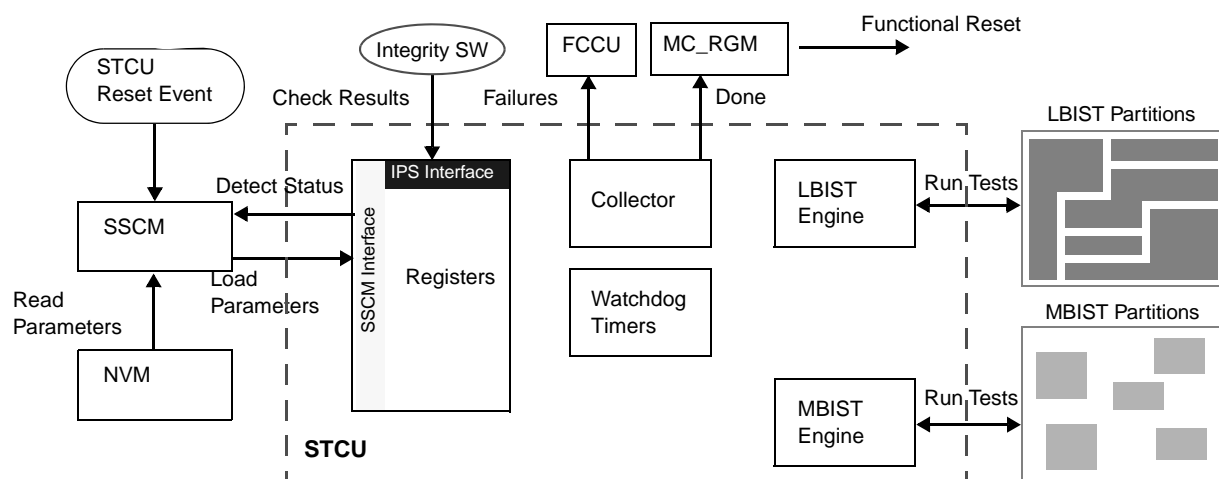 Functional Reset
FCCU
MC_RGM
Integrity SW
STCU
Reset Event
Check Results
Failures
Done
LBIST Partitions
IPS Interface
Detect Status
SSCM Interface
Registers
Collector
LBIST
Engine
Run Tests
SSCM
Load
Parameters
Read
Parameters
Watchdog
Timers
MBIST Partitions
NVM
MBIST
Engine
Run Tests
STCU